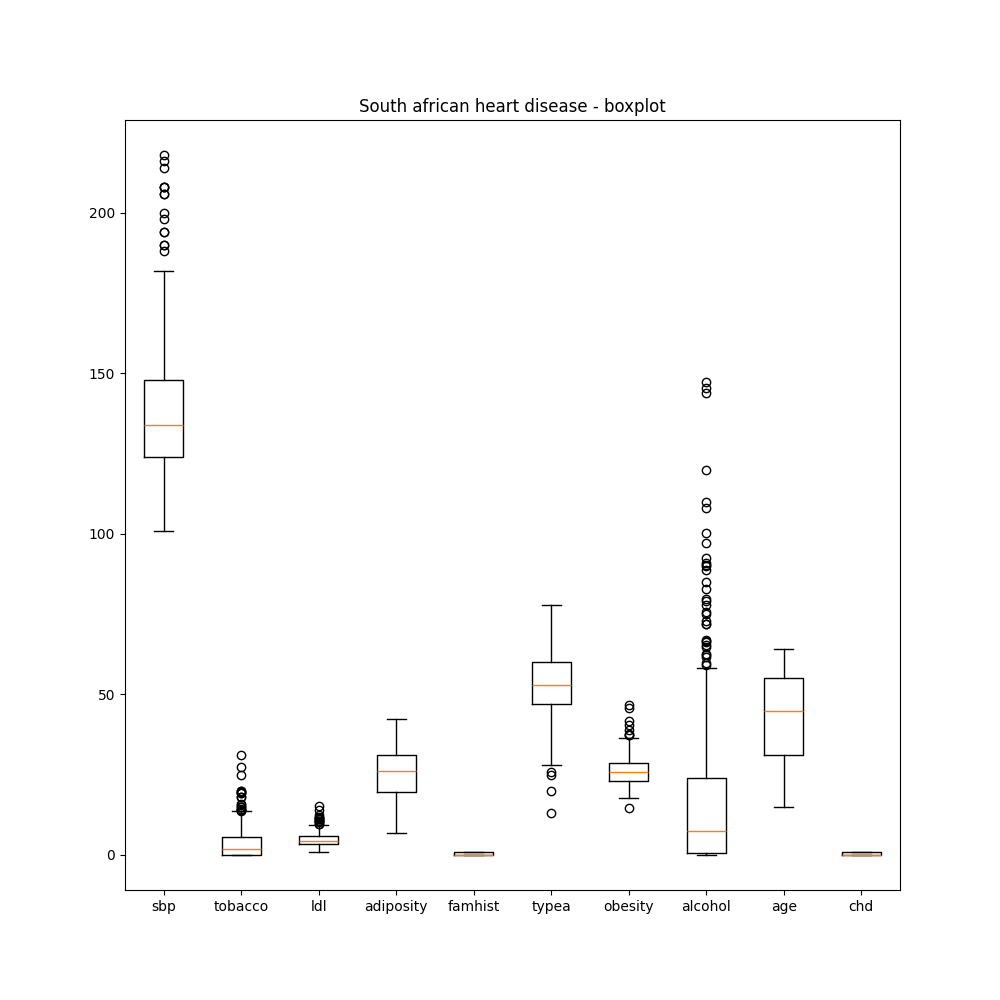 South african heart disease - boxplot
200
150
100
50
0
sbp tobacco ldl adiposity famhist typea obesity alcohol age chd